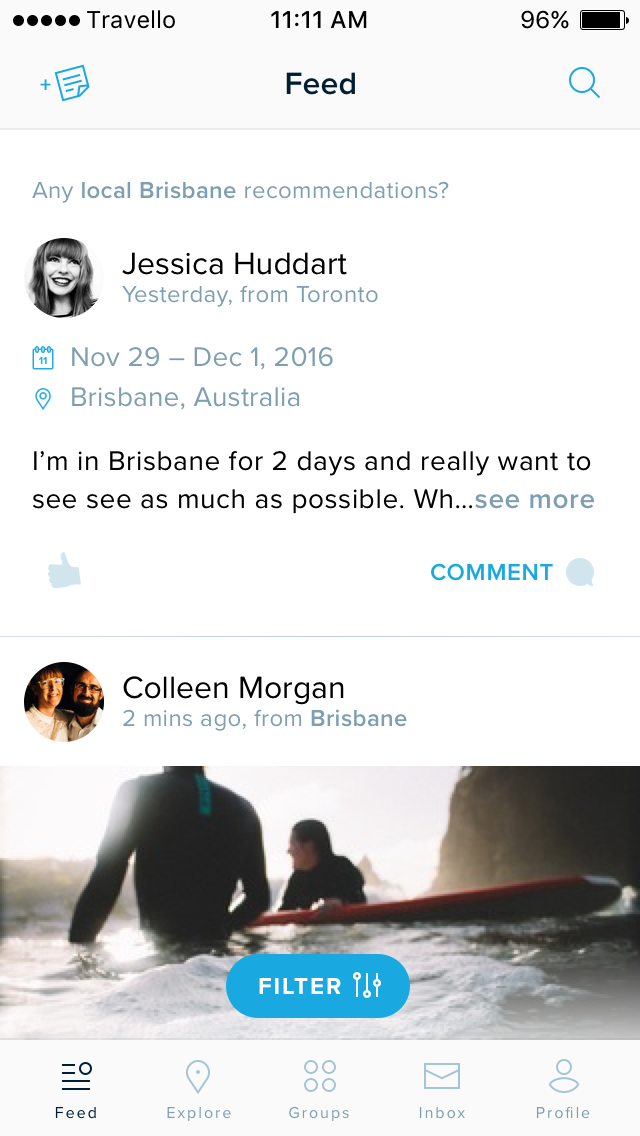 Travello 11:11 AM 96%
+ Feed
Any local Brisbane recommendations?
Jessica Huddart
Yesterday, from Toronto
11 Nov 29 – Dec 1, 2016
Brisbane, Australia
I'm in Brisbane for 2 days and really want to
see see as much as possible. Wh...see more
COMMENT
Colleen Morgan
2 mins ago, from Brisbane
FILTER
Feed Explore Groups Inbox Profile